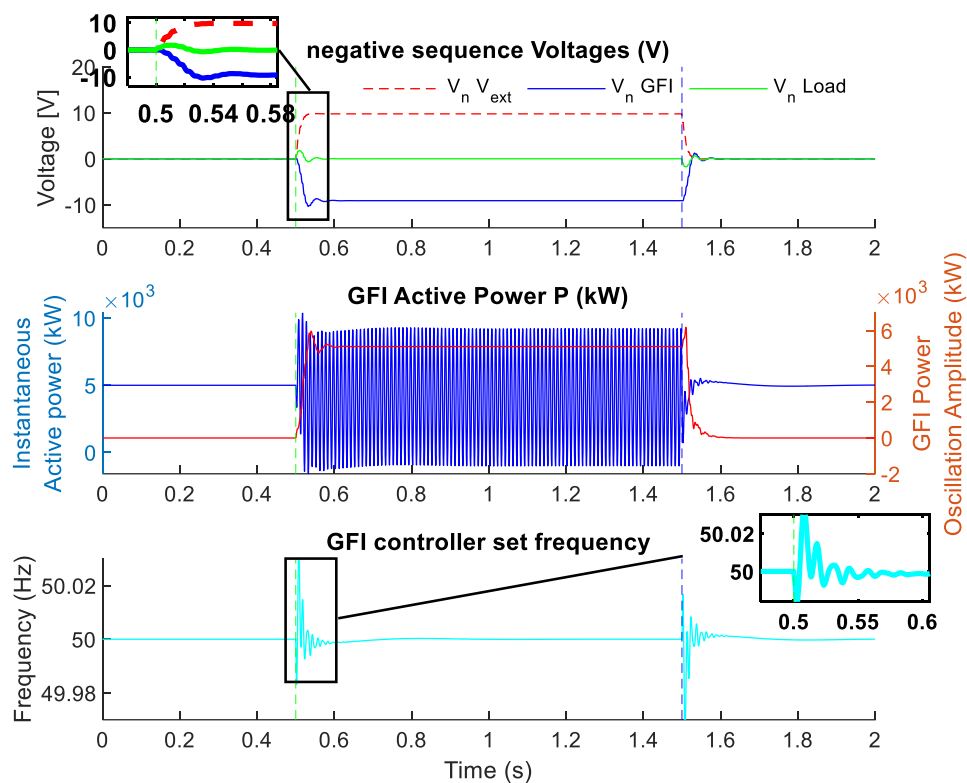 negative sequence Voltages (V)
10
0
-10
0.5 0.54 0.58
V_n V_ext V_n GFI V_n Load
Voltage [V]
20
10
0
-10
0 0.2 0.4 0.6 0.8 1 1.2 1.4 1.6 1.8 2
GFI Active Power P (kW)
×10³
Instantaneous
Active power (kW)
10
5
0
×10³
6
4
2
0
-2
GFI Power
Oscillation Amplitude (kW)
0 0.2 0.4 0.6 0.8 1 1.2 1.4 1.6 1.8 2
GFI controller set frequency
50.02
50
0.5 0.55 0.6
Frequency (Hz)
50.02
50
49.98
0 0.2 0.4 0.6 0.8 1 1.2 1.4 1.6 1.8 2
Time (s)